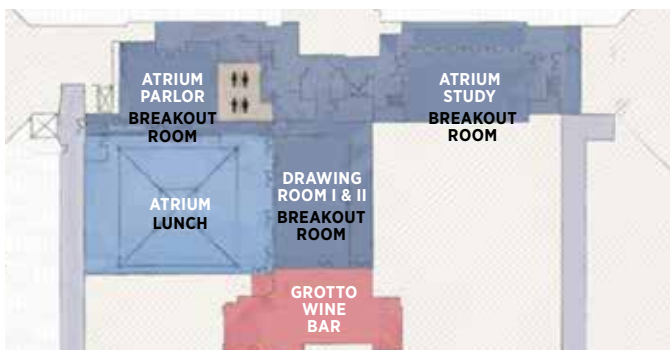 ATRIUM
PARLOR
BREAKOUT
ROOM
ATRIUM
STUDY
BREAKOUT
ROOM
ATRIUM
LUNCH
DRAWING
ROOM I & II
BREAKOUT
ROOM
GROTTO
WINE
BAR